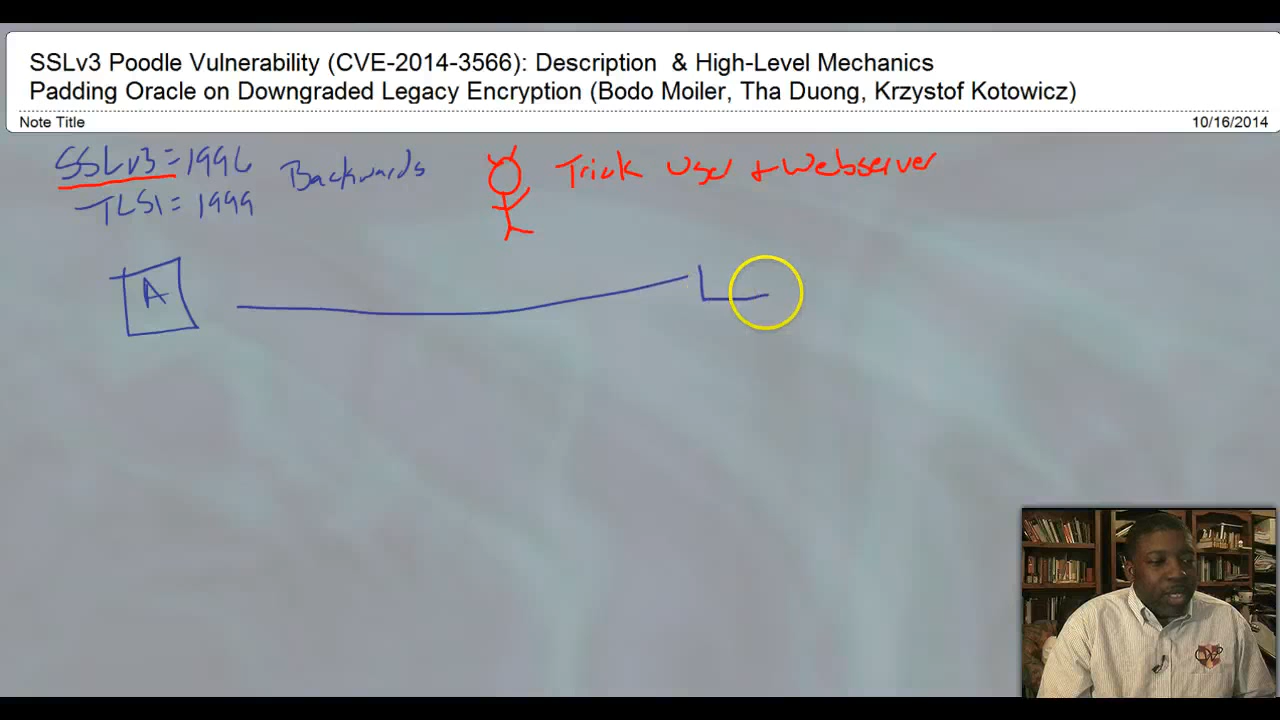 SSLv3 Poodle Vulnerability (CVE-2014-3566): Description & High-Level Mechanics
Padding Oracle on Downgraded Legacy Encryption (Bodo Moiler, Tha Duong, Krzystof Kotowicz)
Note Title 10/16/2014
SSLv3 = 1996 Backwards Trick User + Webserver
TLS1 = 1999
A